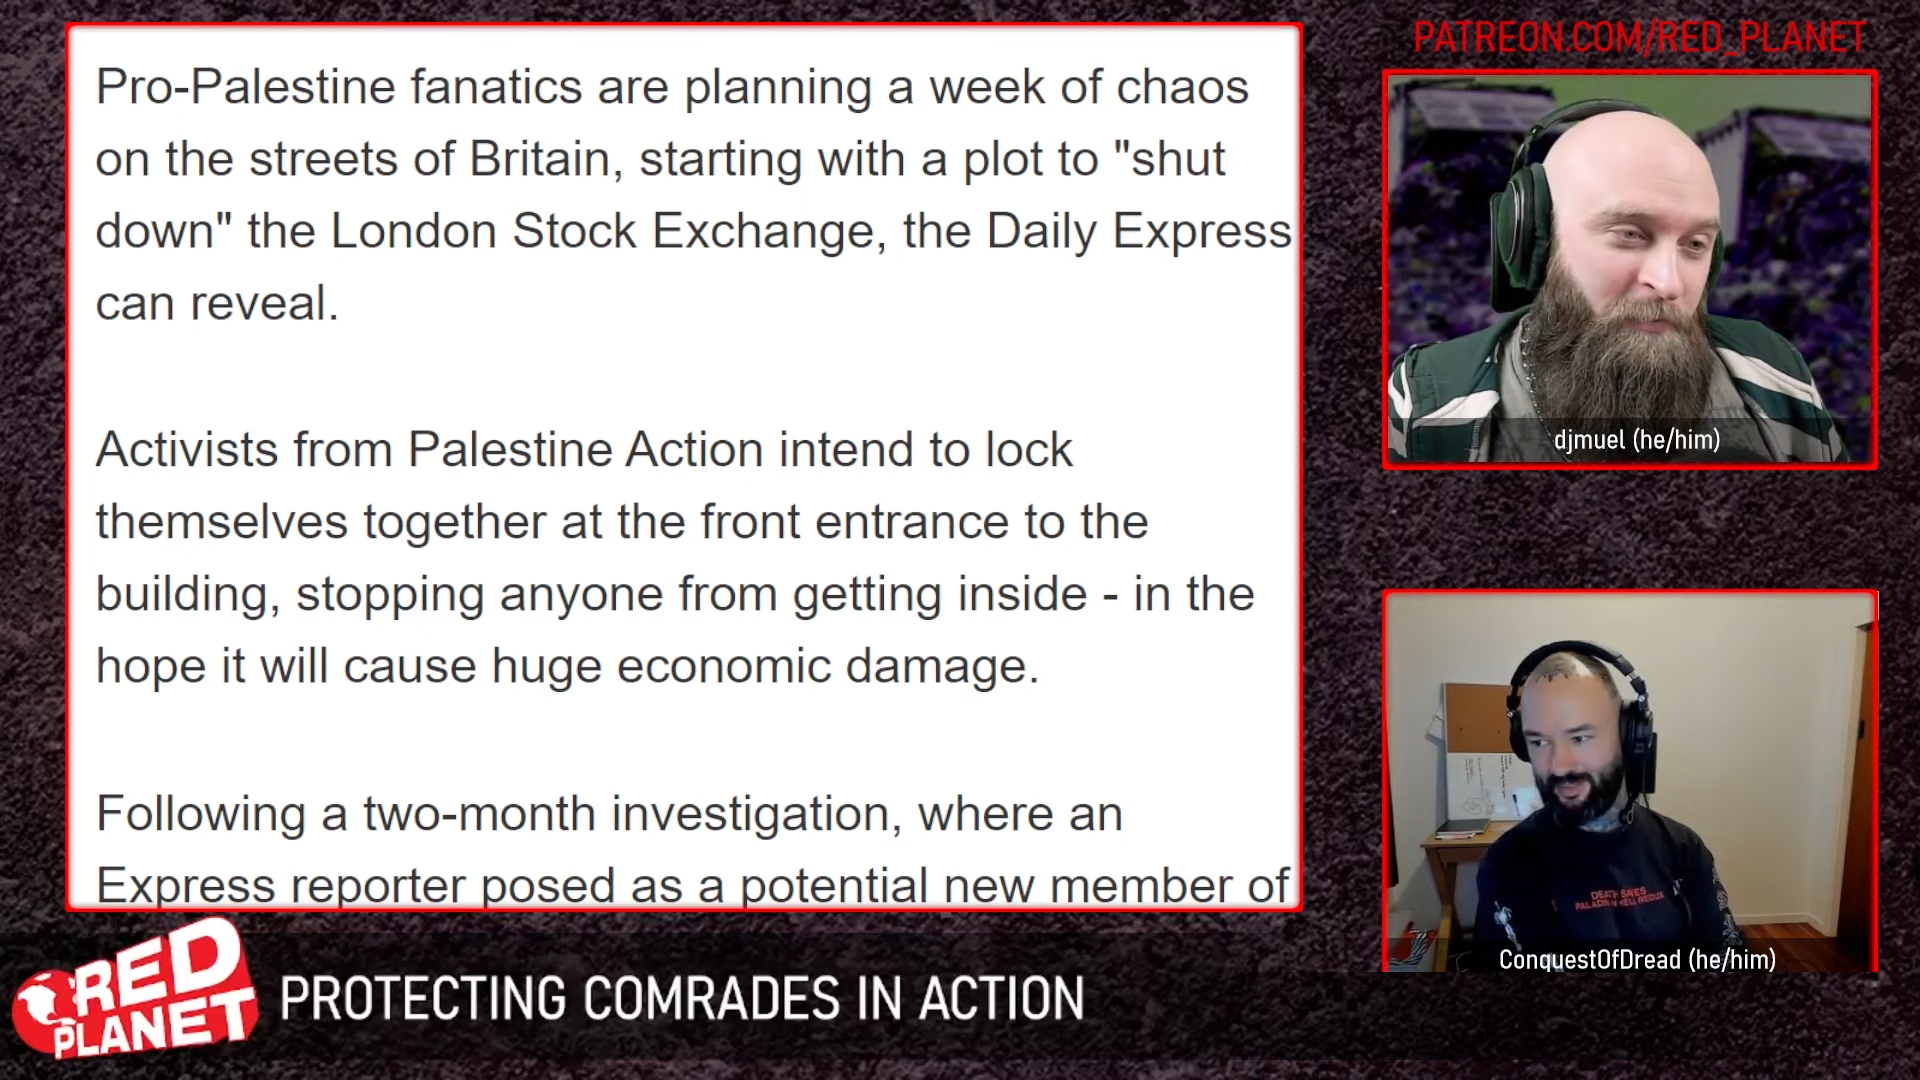 Pro-Palestine fanatics are planning a week of chaos
on the streets of Britain, starting with a plot to "shut
down" the London Stock Exchange, the Daily Express
can reveal.
Activists from Palestine Action intend to lock
themselves together at the front entrance to the
building, stopping anyone from getting inside - in the
hope it will cause huge economic damage.
Following a two-month investigation, where an
Express reporter posed as a potential new member of
PATREON.COM/RED_PLANET
djmuel (he/him)
DEATH SAVES
ConquestOfDread (he/him)
RED
PLANET
PROTECTING COMRADES IN ACTION